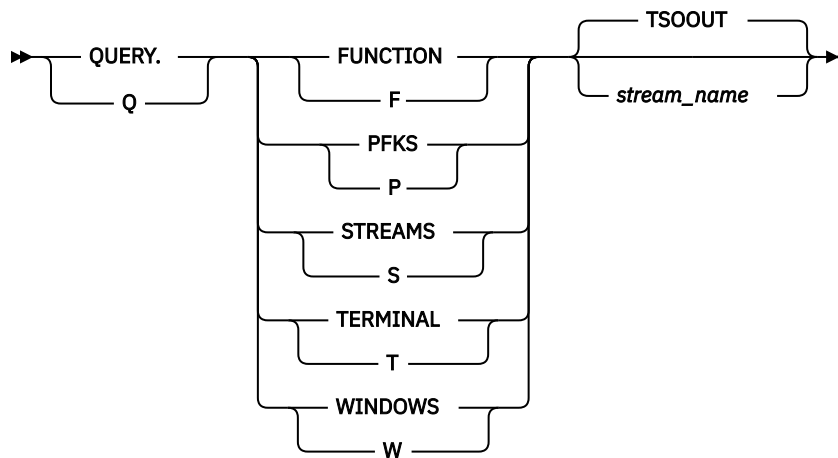 TSOOUT
QUERY. FUNCTION
Q F stream_name
PFKS
P
STREAMS
S
TERMINAL
T
WINDOWS
W